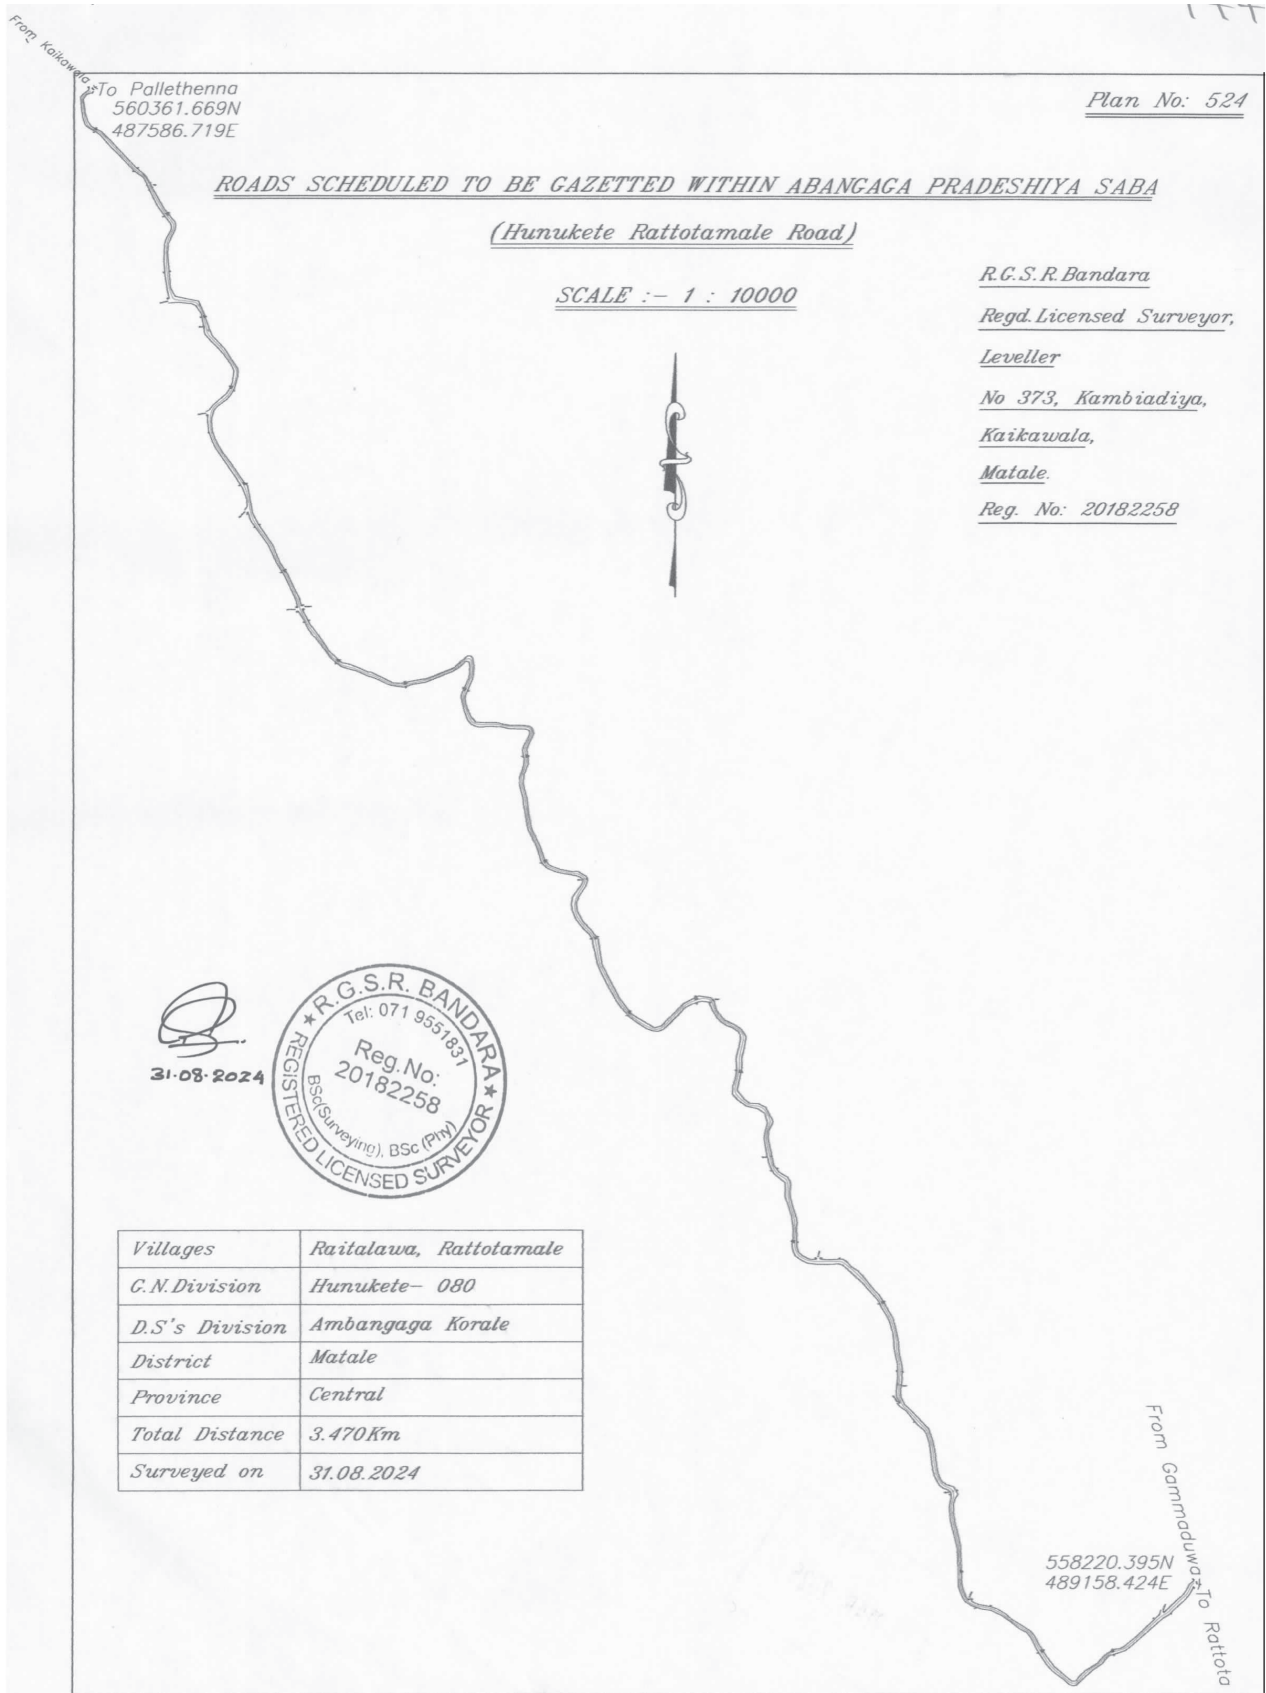 From Kaikawala
To Pallethenna
560361.669N
487586.719E
Plan No: 524
ROADS SCHEDULED TO BE GAZETTED WITHIN ABANGAGA PRADESHIYA SABA
(Hunukete Rattotamale Road)
SCALE :- 1 : 10000
R.G.S.R.Bandara
Regd.Licensed Surveyor,
Leveller
No 373, Kambiadiya,
Kaikawala,
Matale.
Reg. No: 20182258
31.08.2024
★ R.G.S.R. BANDARA ★
Tel: 071 9551831
Reg.No:
20182258
BSc(Surveying), BSc (Phy)
REGISTERED LICENSED SURVEYOR
Villages Raitalawa, Rattotamale
G.N.Division Hunukete- 080
D.S's Division Ambangaga Korale
District Matale
Province Central
Total Distance 3.470Km
Surveyed on 31.08.2024
From Gammaduwa
558220.395N
489158.424E
To Rattota